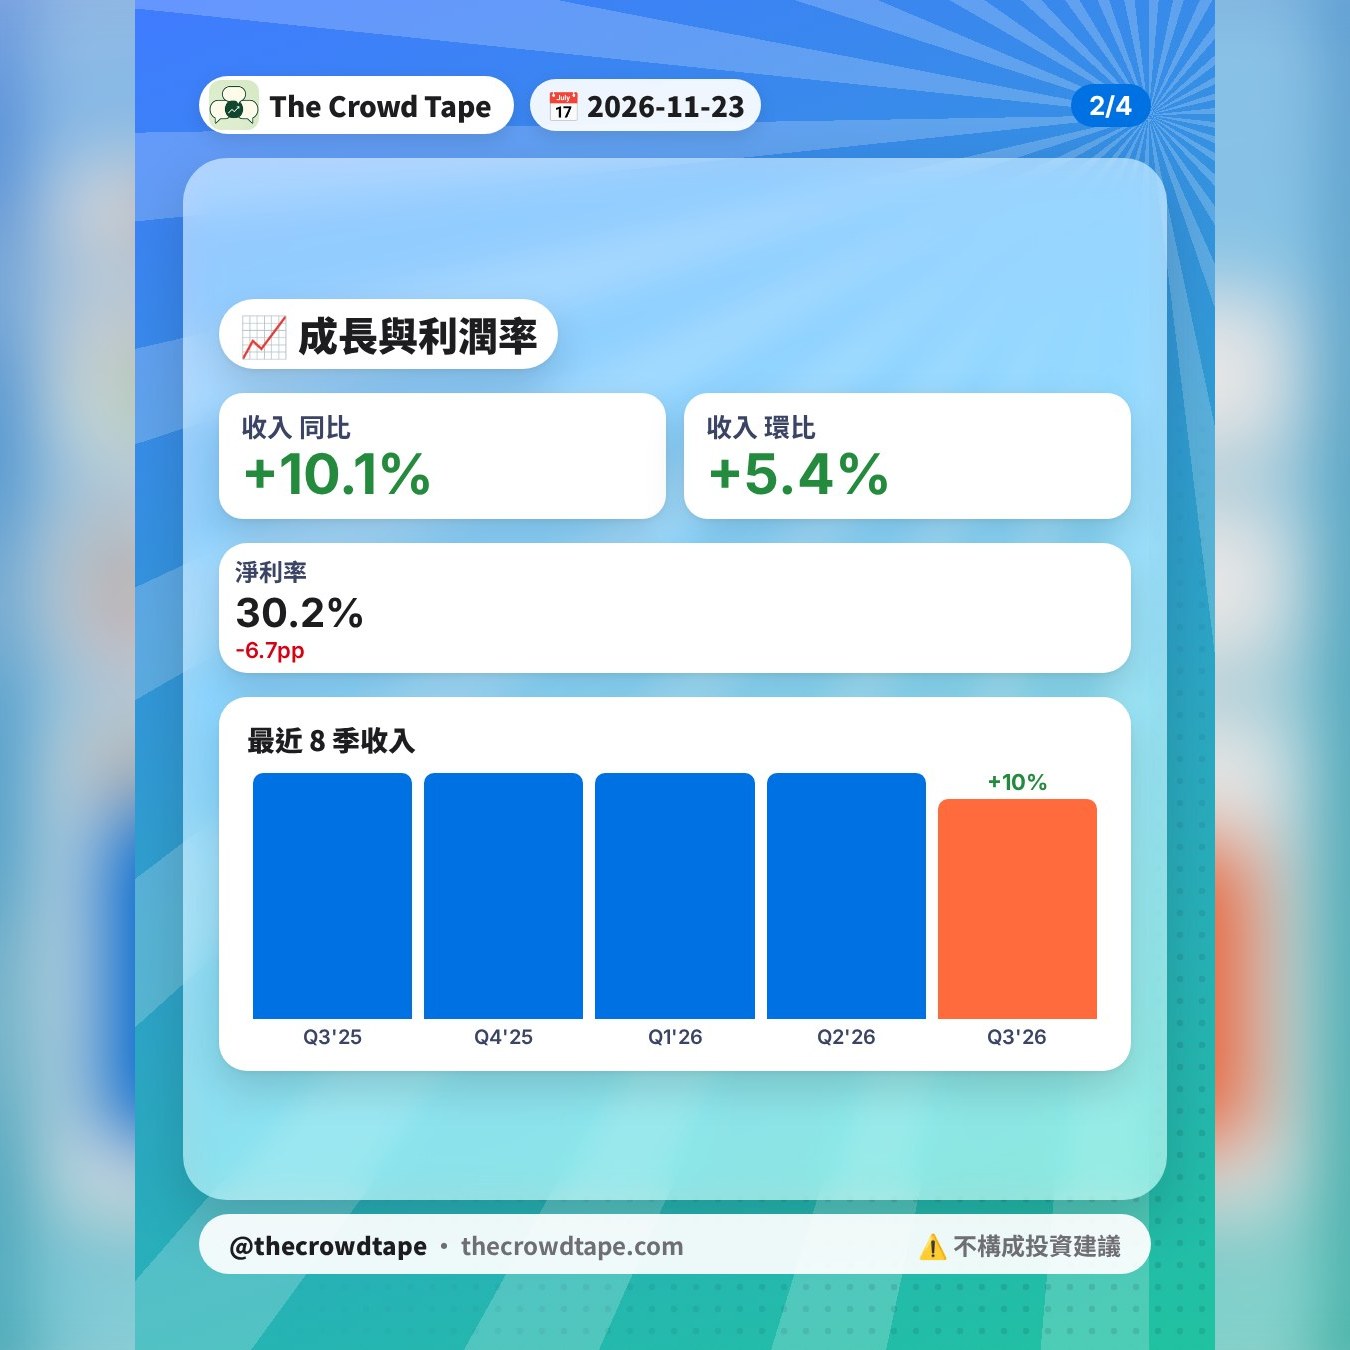 The Crowd Tape
July 17
2026-11-23
2/4
📈 成長與利潤率
收入 同比
+10.1%
收入 環比
+5.4%
淨利率
30.2%
-6.7pp
最近 8 季收入
+10%
Q3'25
Q4'25
Q1'26
Q2'26
Q3'26
@thecrowdtape • thecrowdtape.com
⚠️ 不構成投資建議